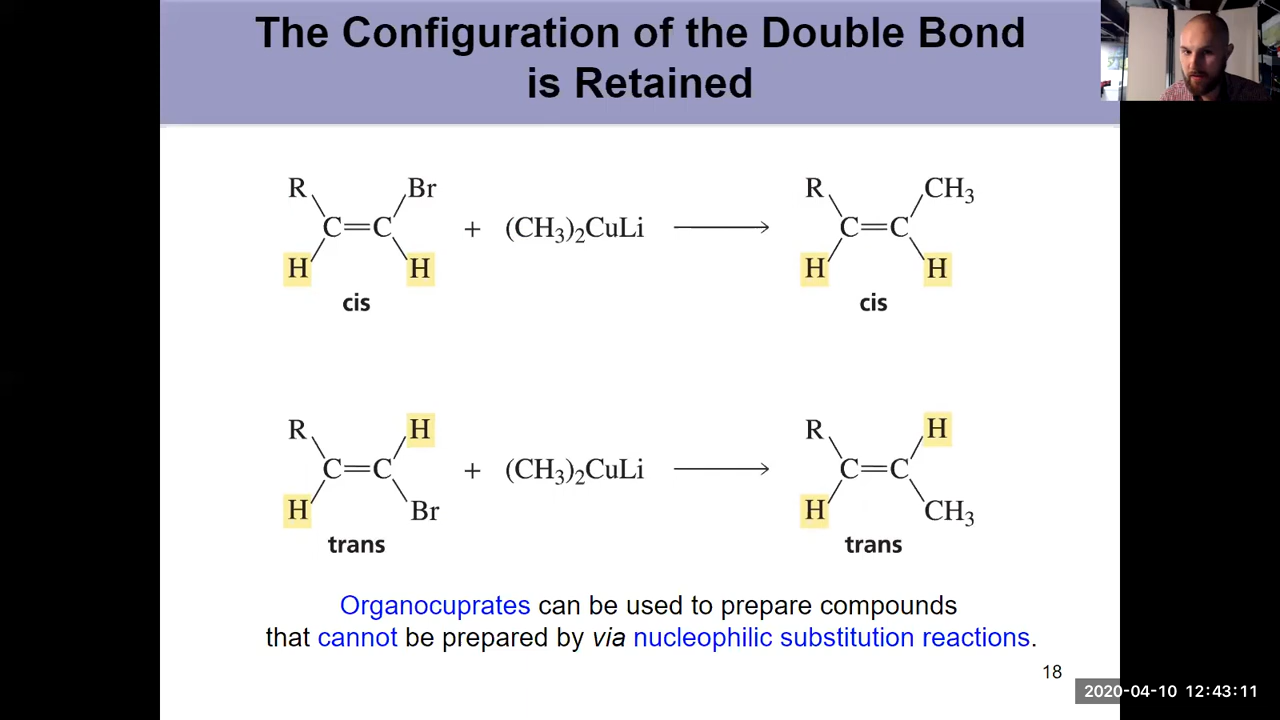 The Configuration of the Double Bond
is Retained
R Br R CH₃
C=C + (CH₃)₂CuLi ⟶ C=C
H H H H
cis cis
R H R H
C=C + (CH₃)₂CuLi ⟶ C=C
H Br H CH₃
trans trans
Organocuprates can be used to prepare compounds
that cannot be prepared by via nucleophilic substitution reactions.
18
2020-04-10 12:43:11